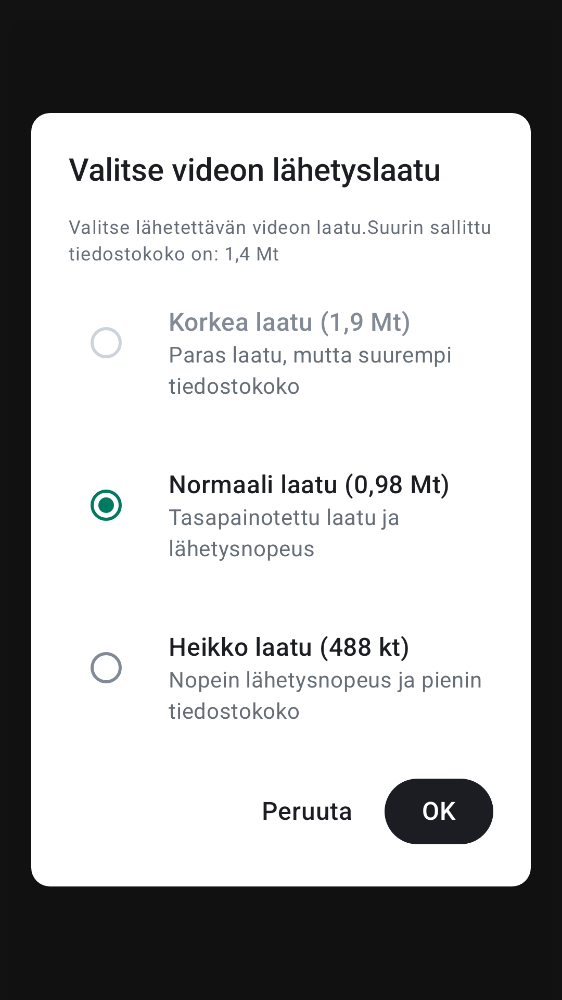 Valitse videon lähetyslaatu
Valitse lähetettävän videon laatu.Suurin sallittu
tiedostokoko on: 1,4 Mt
Korkea laatu (1,9 Mt)
Paras laatu, mutta suurempi
tiedostokoko
Normaali laatu (0,98 Mt)
Tasapainotettu laatu ja
lähetysnopeus
Heikko laatu (488 kt)
Nopein lähetysnopeus ja pienin
tiedostokoko
Peruuta
OK